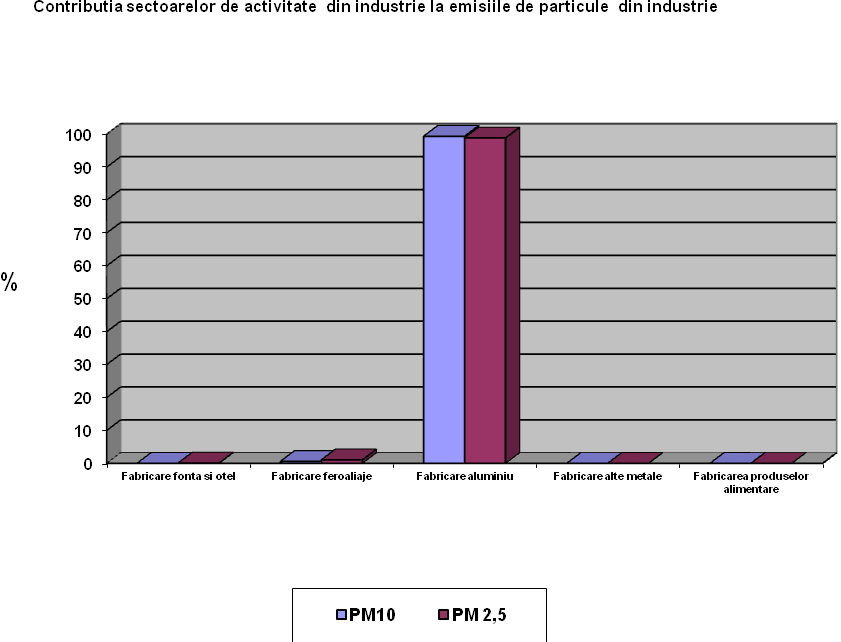 Contributia sectoarelor de activitate  din industrie la emisiile de particule  din industrie
100
90
80
70
60
50
40
30
20
10
0
%
Fabricare fonta si otel
Fabricare feroaliaje
Fabricare aluminiu
Fabricare alte metale
Fabricarea produselor
alimentare
PM10
PM 2,5